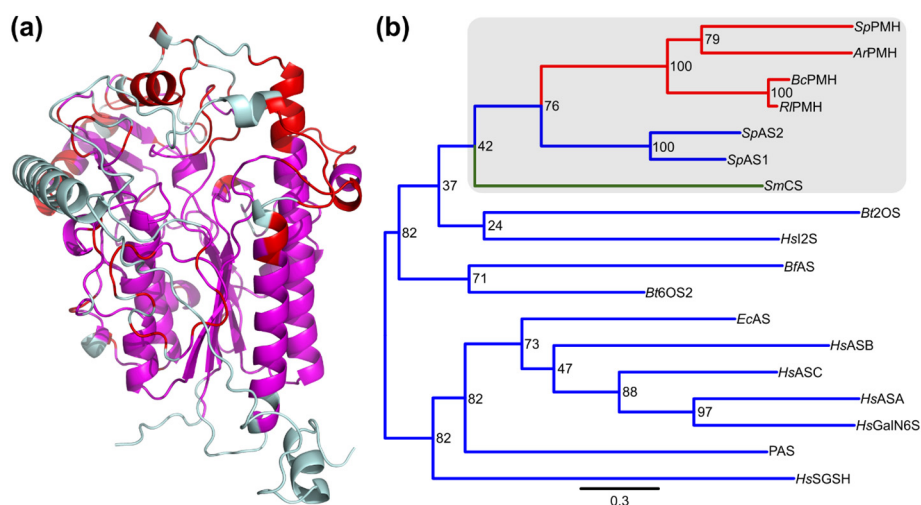 (a)
(b)
SpPMH
79
ArPMH
100
BcPMH
100
RlPMH
76
SpAS2
42
100
SpAS1
SmCS
37
Bt2OS
24
HsI2S
82
BfAS
71
Bt6OS2
EcAS
73
HsASB
47
HsASC
88
82
HsASA
97
HsGalN6S
82
PAS
HsSGSH
0.3